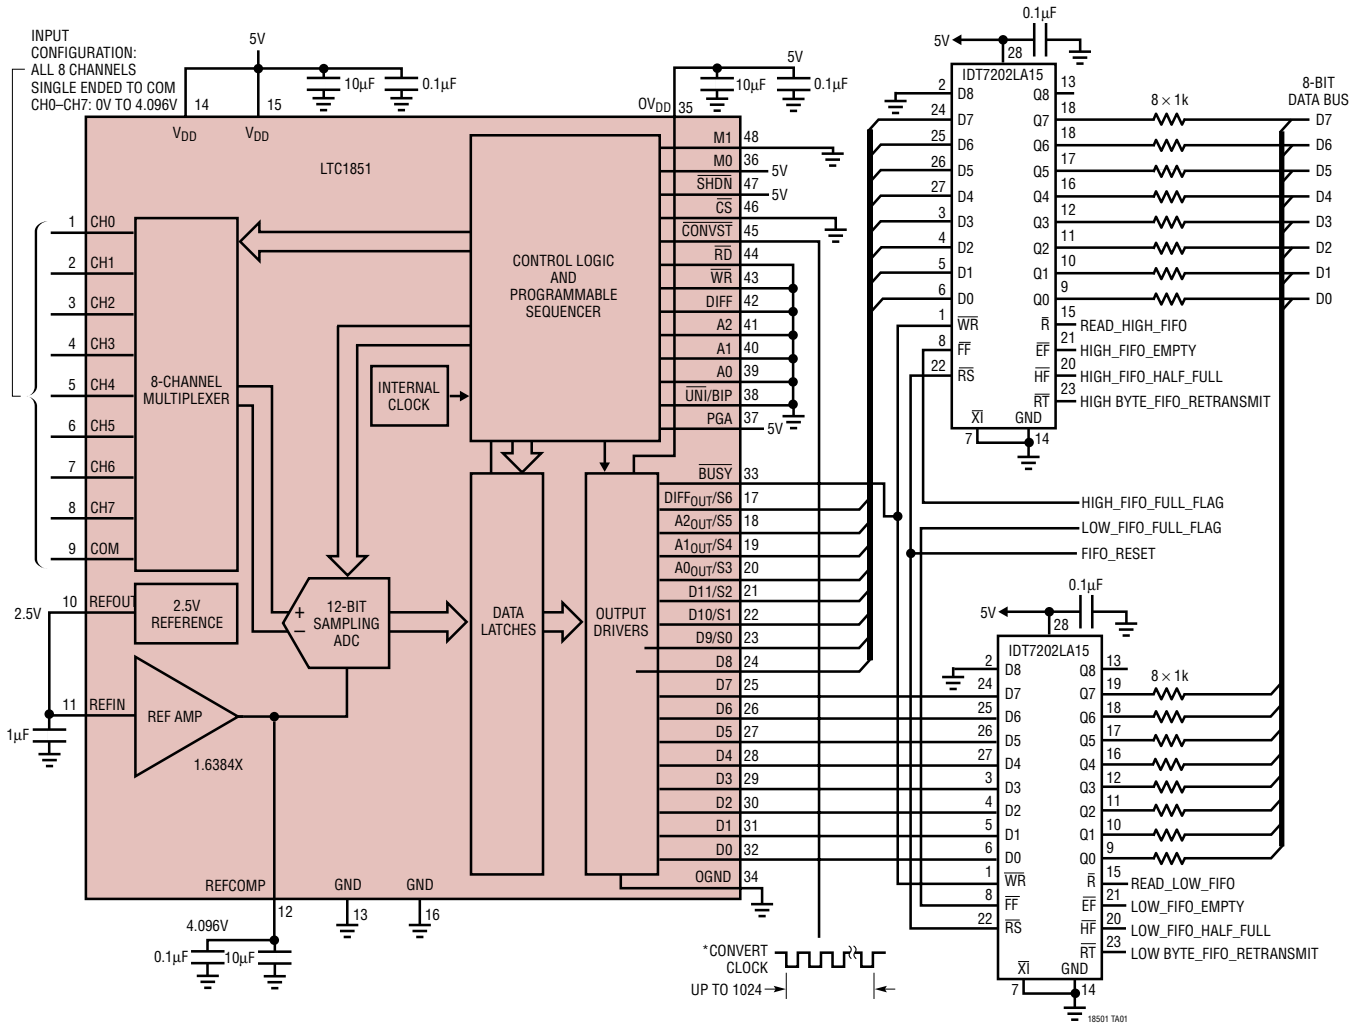 INPUT
CONFIGURATION:
ALL 8 CHANNELS
SINGLE ENDED TO COM
CH0–CH7: 0V TO 4.096V
5V
10µF
0.1µF
14
15
VDD
VDD
LTC1851
5V
10µF
0.1µF
OVDD
35
1 CH0
2 CH1
3 CH2
4 CH3
5 CH4
6 CH5
7 CH6
8 CH7
9 COM
8-CHANNEL
MULTIPLEXER
CONTROL LOGIC
AND
PROGRAMMABLE
SEQUENCER
INTERNAL
CLOCK
10 REFOUT
2.5V
2.5V
REFERENCE
11 REFIN
1µF
REF AMP
1.6384X
+
–
12-BIT
SAMPLING
ADC
DATA
LATCHES
OUTPUT
DRIVERS
M1 48
M0 36
5V
SHDN 47
5V
CS 46
CONVST 45
RD 44
WR 43
DIFF 42
A2 41
A1 40
A0 39
UNI/BIP 38
PGA 37
5V
BUSY 33
DIFFOUT/S6 17
A2OUT/S5 18
A1OUT/S4 19
A0OUT/S3 20
D11/S2 21
D10/S1 22
D9/S0 23
D8 24
D7 25
D6 26
D5 27
D4 28
D3 29
D2 30
D1 31
D0 32
OGND 34
REFCOMP
12
GND
13
GND
16
4.096V
0.1µF
10µF
*CONVERT
CLOCK
UP TO 1024
0.1µF
5V
28
IDT7202LA15
2 D8
24 D7
25 D6
26 D5
27 D4
3 D3
4 D2
5 D1
6 D0
1 WR
8 FF
22 RS
Q8 13
Q7 18
Q6 18
Q5 17
Q4 16
Q3 12
Q2 11
Q1 10
Q0 9
R 15 READ_HIGH_FIFO
EF 21 HIGH_FIFO_EMPTY
HF 20 HIGH_FIFO_HALF_FULL
RT 23 HIGH BYTE_FIFO_RETRANSMIT
XI
GND
7
14
8 × 1k
8-BIT
DATA BUS
D7
D6
D5
D4
D3
D2
D1
D0
HIGH_FIFO_FULL_FLAG
LOW_FIFO_FULL_FLAG
FIFO_RESET
0.1µF
5V
28
IDT7202LA15
2 D8
24 D7
25 D6
26 D5
27 D4
3 D3
4 D2
5 D1
6 D0
1 WR
8 FF
22 RS
Q8 13
Q7 19
Q6 18
Q5 17
Q4 16
Q3 12
Q2 11
Q1 10
Q0 9
R 15 READ_LOW_FIFO
EF 21 LOW_FIFO_EMPTY
HF 20 LOW_FIFO_HALF_FULL
RT 23 LOW BYTE_FIFO_RETRANSMIT
XI
GND
7
14
8 × 1k
18501 TA01